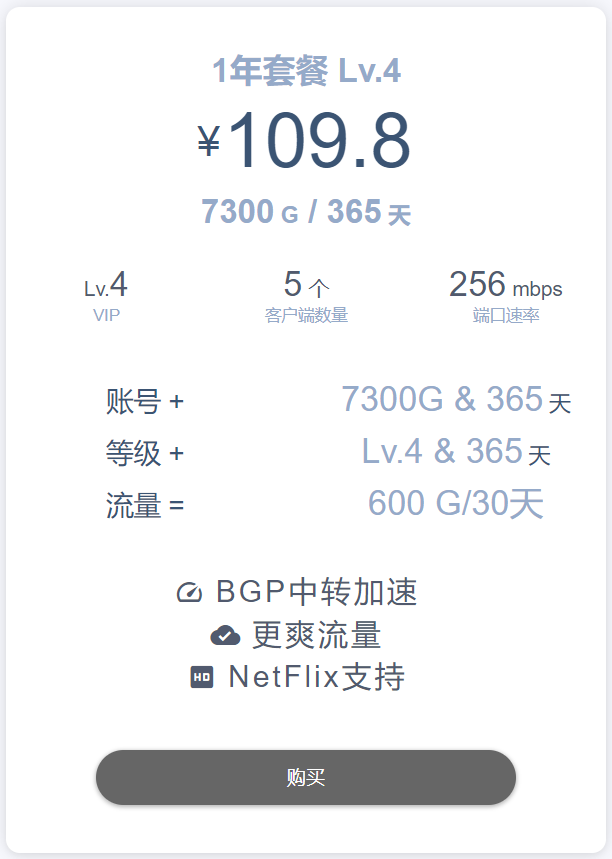 1年套餐 Lv.4
¥109.8
7300 G / 365 天
Lv.4 5 个 256 mbps
VIP 客户端数量 端口速率
账号 + 7300G & 365 天
等级 + Lv.4 & 365 天
流量 = 600 G/30天
BGP中转加速
更爽流量
HD NetFlix支持
购买